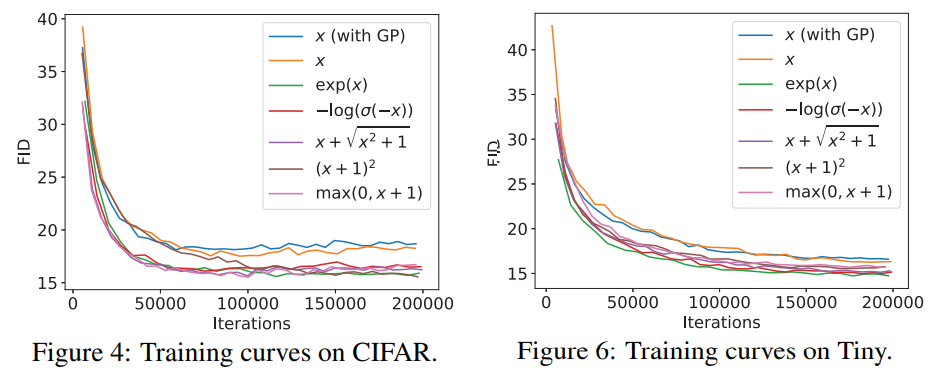 40
35
30
25
20
15
FID
0 50000 100000 150000 200000
Iterations
x (with GP)
x
exp(x)
−log(σ(−x))
x + √(x² + 1)
(x + 1)²
max(0, x + 1)
Figure 4: Training curves on CIFAR.
40
35
30
25
20
15
FID
0 50000 100000 150000 200000
Iterations
x (with GP)
x
exp(x)
−log(σ(−x))
x + √(x² + 1)
(x + 1)²
max(0, x + 1)
Figure 6: Training curves on Tiny.